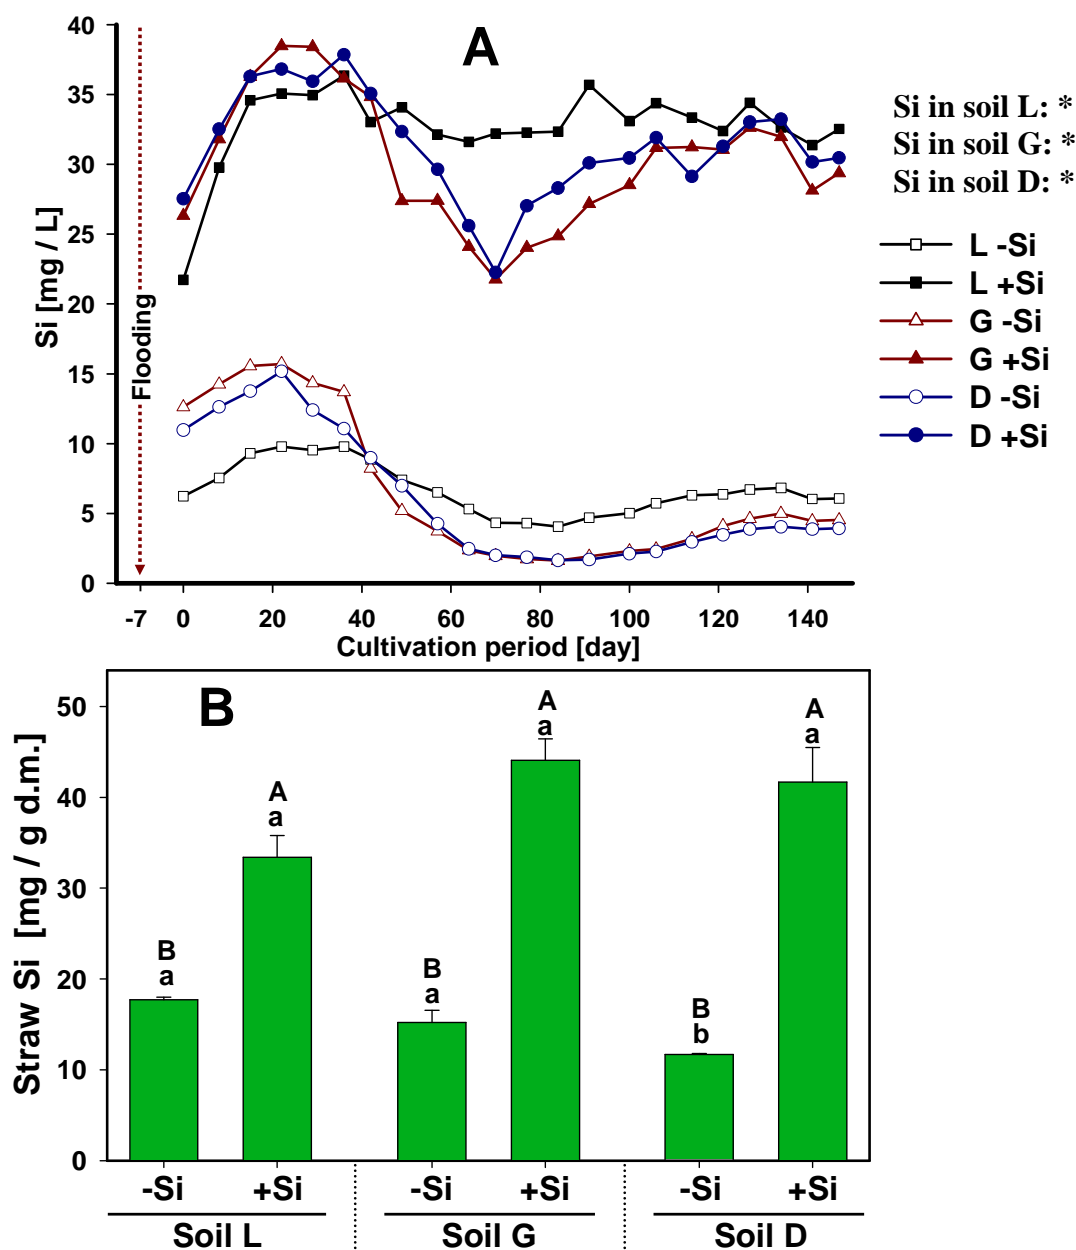 A
Si [mg / L]
40
35
30
25
20
15
10
5
0
Flooding
-7 0 20 40 60 80 100 120 140
Cultivation period [day]
Si in soil L: *
Si in soil G: *
Si in soil D: *
L -Si
L +Si
G -Si
G +Si
D -Si
D +Si
B
Straw Si [mg / g d.m.]
50
40
30
20
10
0
B
a
A
a
B
a
A
a
B
b
A
a
-Si +Si -Si +Si -Si +Si
Soil L Soil G Soil D